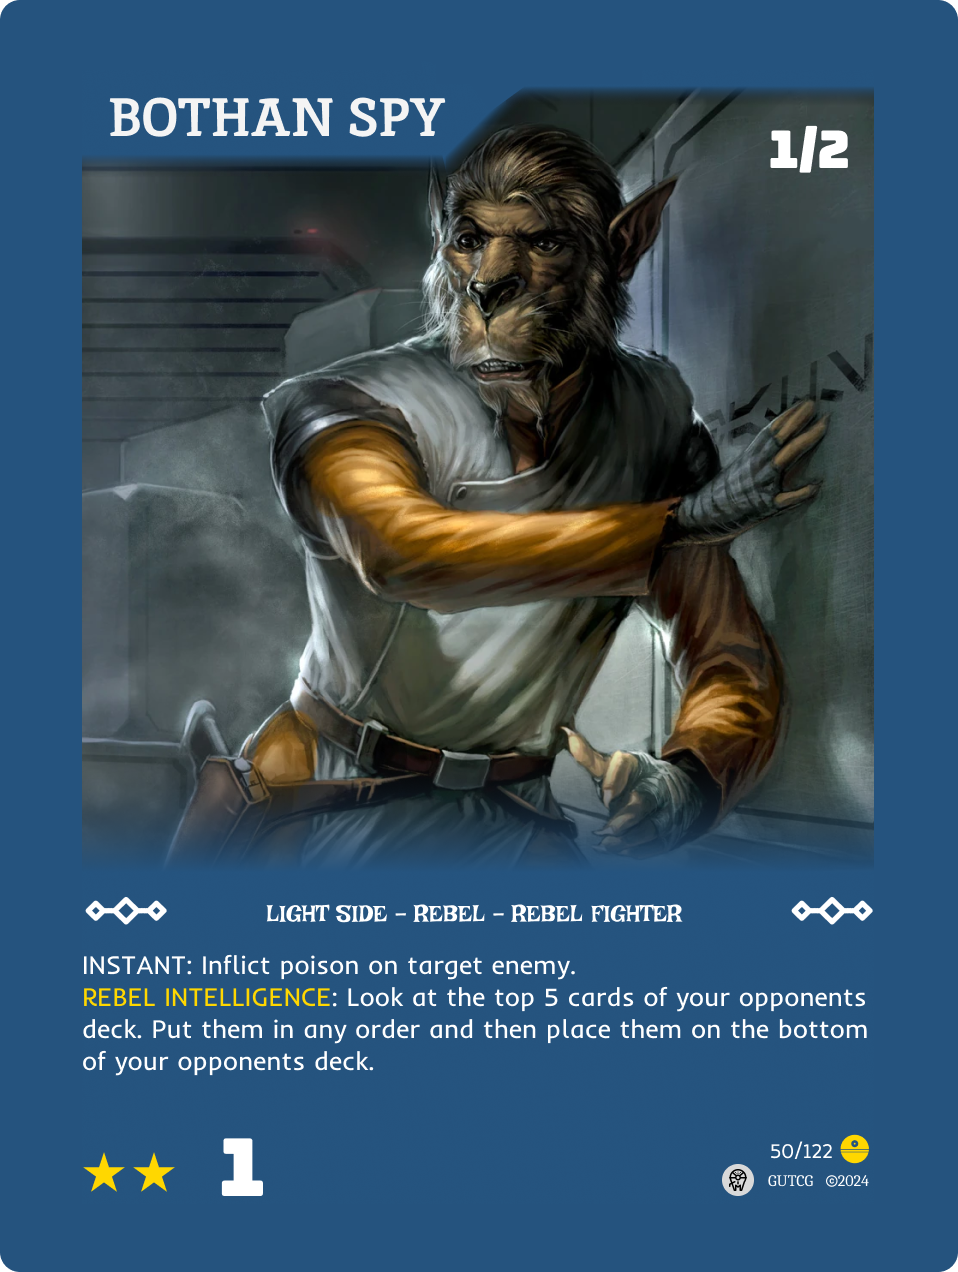 BOTHAN SPY
1/2
LIGHT SIDE – REBEL – REBEL FIGHTER
INSTANT: Inflict poison on target enemy.
REBEL INTELLIGENCE: Look at the top 5 cards of your opponents
deck. Put them in any order and then place them on the bottom
of your opponents deck.
1
50/122
GUTCG ©2024